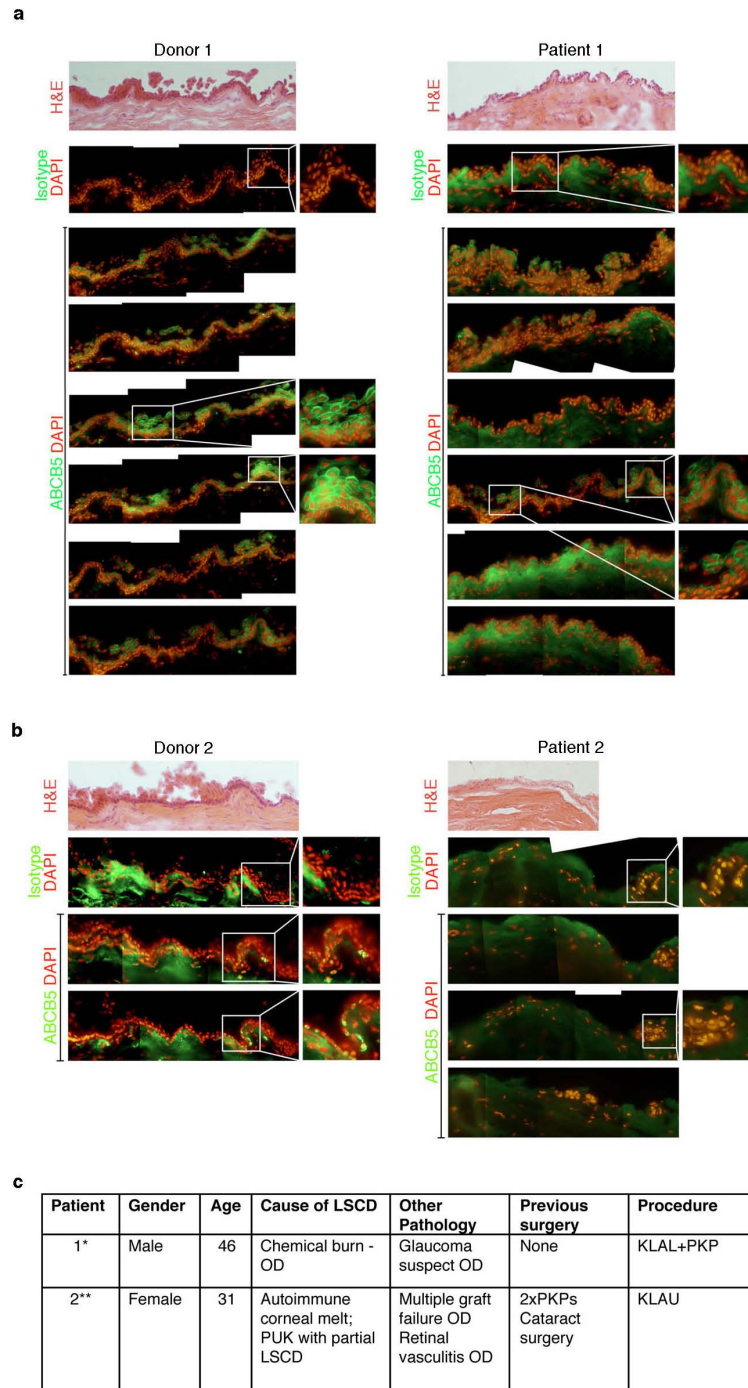 a
Donor 1
Patient 1
H&E
H&E
Isotype
DAPI
Isotype
DAPI
ABCB5 DAPI
ABCB5 DAPI
b
Donor 2
Patient 2
H&E
H&E
Isotype
DAPI
Isotype
DAPI
ABCB5 DAPI
ABCB5 DAPI
c
Patient Gender Age Cause of LSCD Other Pathology Previous surgery Procedure
1* Male 46 Chemical burn - OD Glaucoma suspect OD None KLAL+PKP
2** Female 31 Autoimmune corneal melt; PUK with partial LSCD Multiple graft failure OD Retinal vasculitis OD 2xPKPs Cataract surgery KLAU